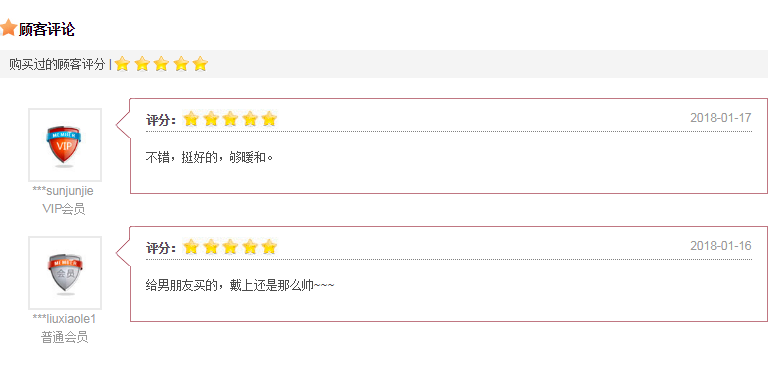 顾客评论
购买过的顾客评分 |
评分：
2018-01-17
MEMBER
VIP
不错，挺好的，够暖和。
***sunjunjie
VIP会员
评分：
2018-01-16
MEMBER
会员
给男朋友买的，戴上还是那么帅~~~
***liuxiaole1
普通会员